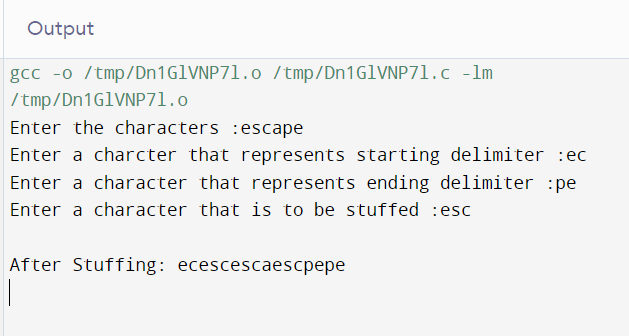 Output
gcc -o /tmp/Dn1GlVNP7l.o /tmp/Dn1GlVNP7l.c -lm
/tmp/Dn1GlVNP7l.o
Enter the characters :escape
Enter a charcter that represents starting delimiter :ec
Enter a character that represents ending delimiter :pe
Enter a character that is to be stuffed :esc
After Stuffing: ecescescaescpepe